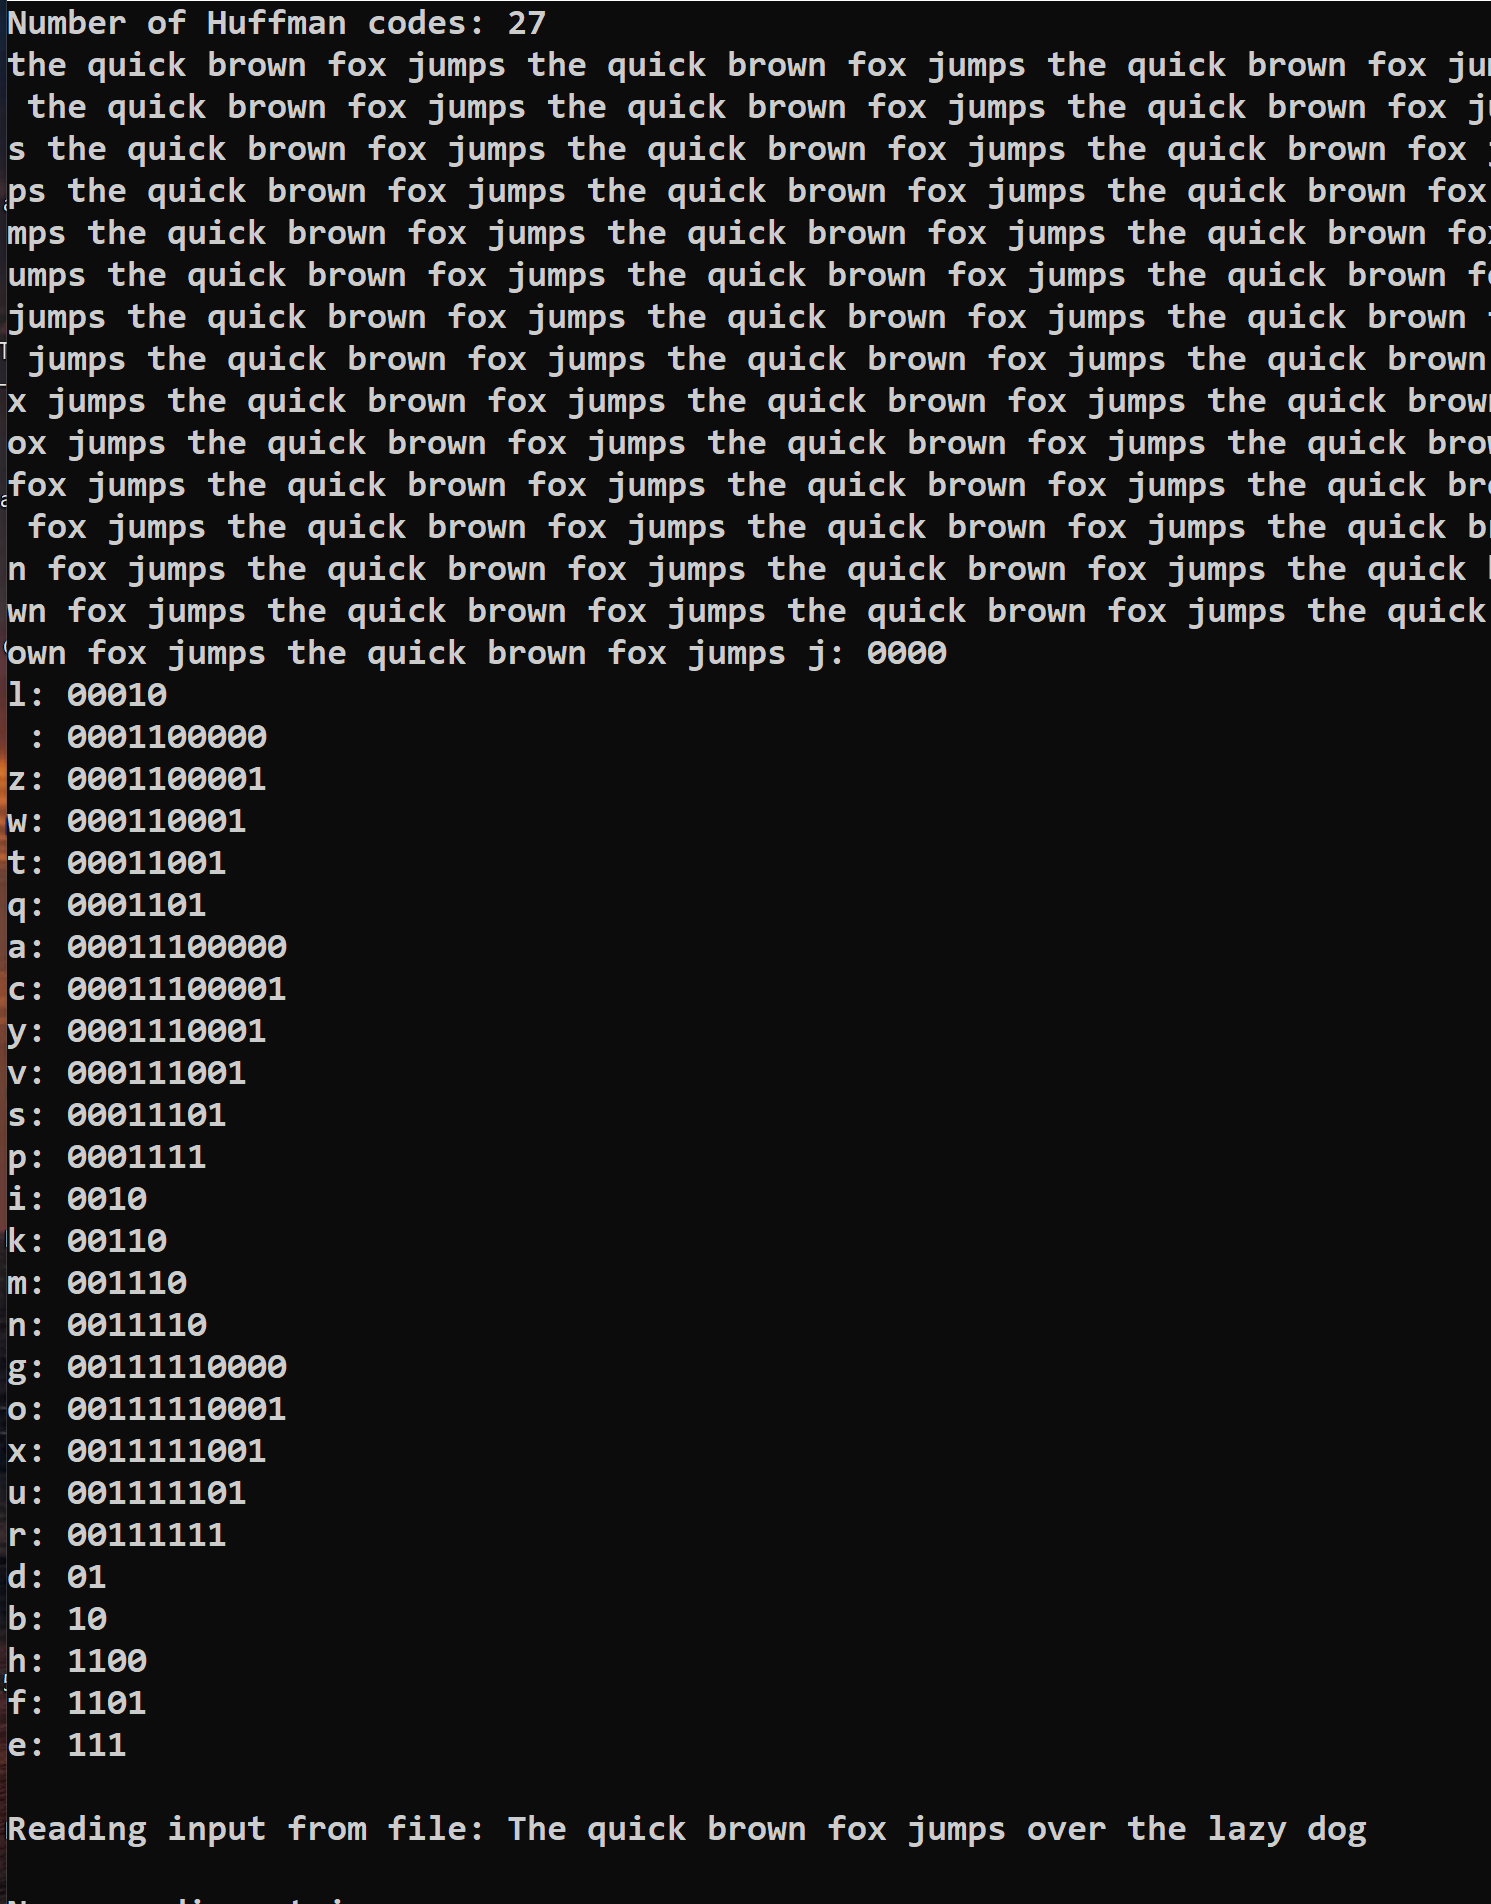 Number of Huffman codes: 27
the quick brown fox jumps the quick brown fox jumps the quick brown fox
the quick brown fox jumps the quick brown fox jumps the quick brown fox
s the quick brown fox jumps the quick brown fox jumps the quick brown fox
ps the quick brown fox jumps the quick brown fox jumps the quick brown fox
mps the quick brown fox jumps the quick brown fox jumps the quick brown
umps the quick brown fox jumps the quick brown fox jumps the quick brown
jumps the quick brown fox jumps the quick brown fox jumps the quick brown
jumps the quick brown fox jumps the quick brown fox jumps the quick brown
x jumps the quick brown fox jumps the quick brown fox jumps the quick
ox jumps the quick brown fox jumps the quick brown fox jumps the quick
fox jumps the quick brown fox jumps the quick brown fox jumps the quick
fox jumps the quick brown fox jumps the quick brown fox jumps the quick
n fox jumps the quick brown fox jumps the quick brown fox jumps the quick
wn fox jumps the quick brown fox jumps the quick brown fox jumps the quick
own fox jumps the quick brown fox jumps j: 0000
l: 00010
 : 0001100000
z: 0001100001
w: 000110001
t: 00011001
q: 0001101
a: 00011100000
c: 00011100001
y: 0001110001
v: 000111001
s: 00011101
p: 0001111
i: 0010
k: 00110
m: 001110
n: 0011110
g: 00111110000
o: 00111110001
x: 0011111001
u: 001111101
r: 00111111
d: 01
b: 10
h: 1100
f: 1101
e: 111
Reading input from file: The quick brown fox jumps over the lazy dog